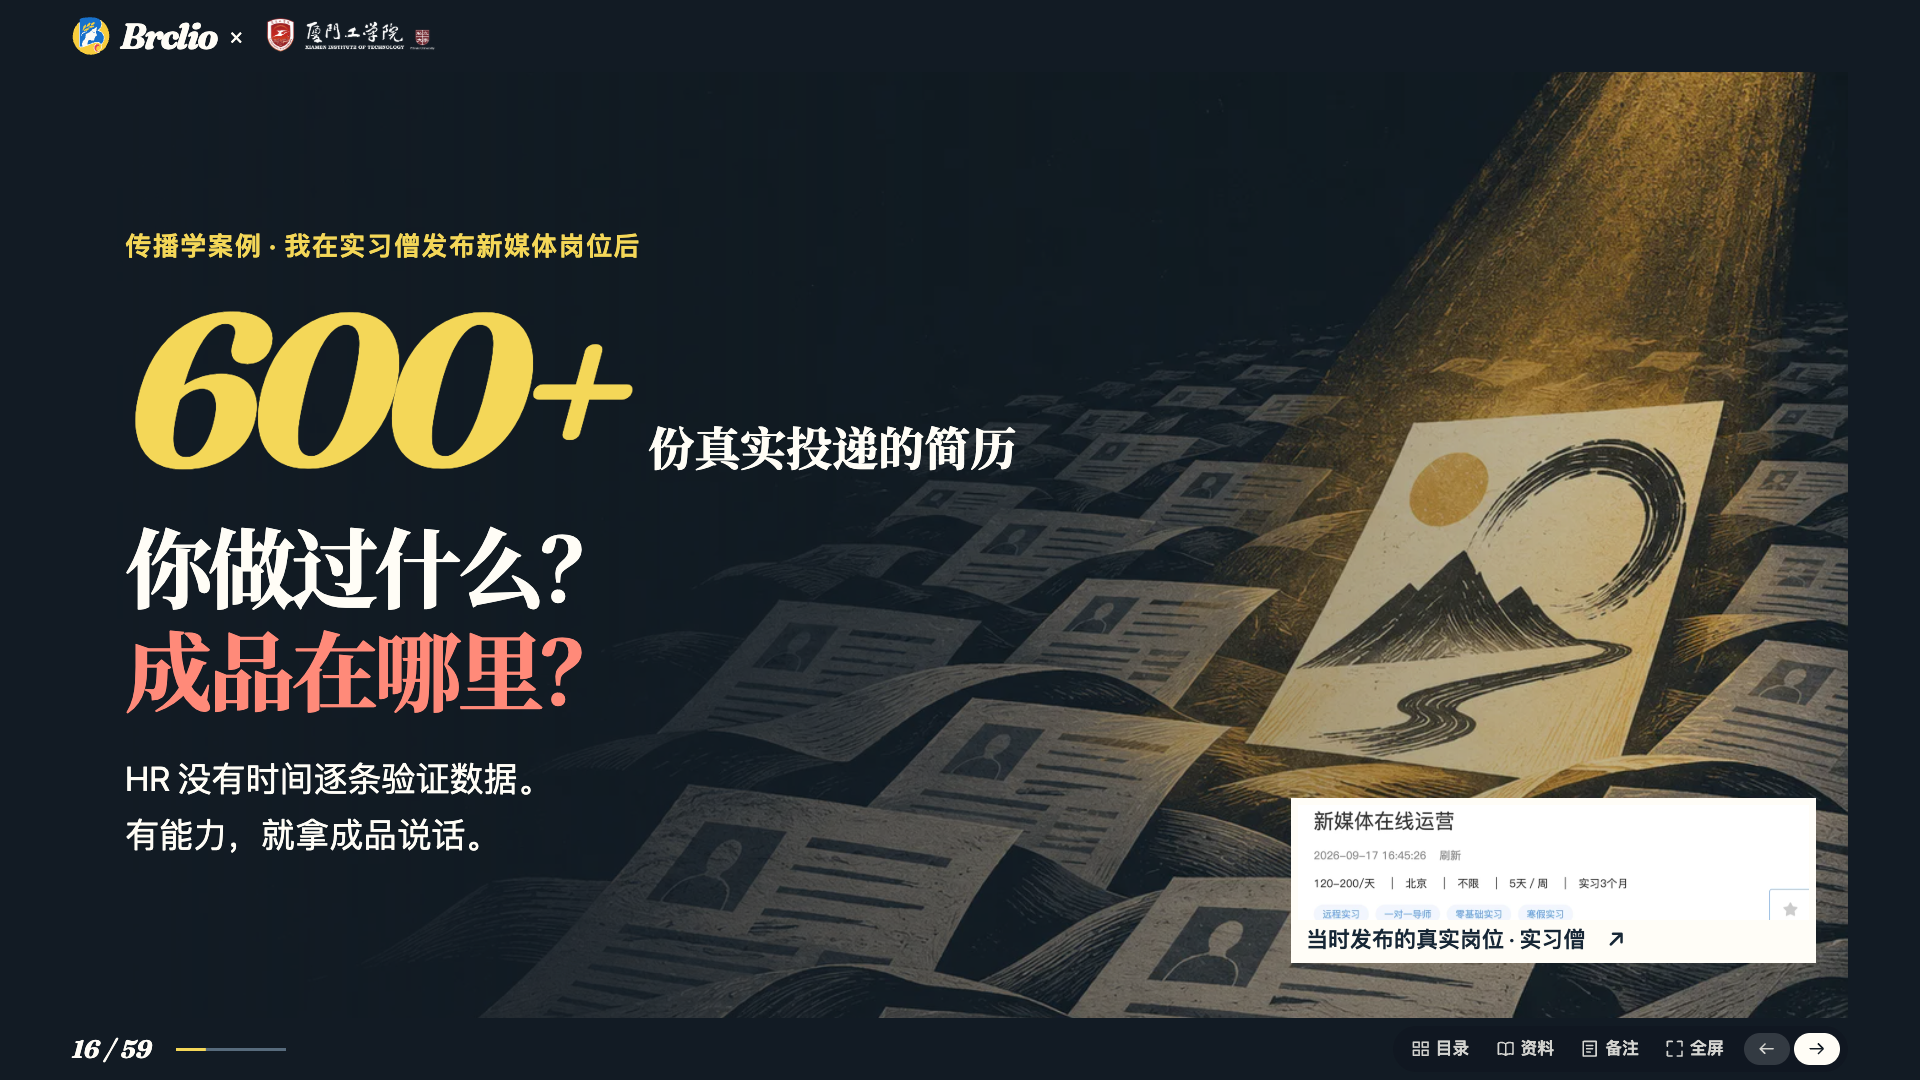 Brclio × 厦門工学院
XIAMEN INSTITUTE OF TECHNOLOGY
传播学案例 · 我在实习僧发布新媒体岗位后
600+ 份真实投递的简历
你做过什么?
成品在哪里?
HR 没有时间逐条验证数据。
有能力，就拿成品说话。
新媒体在线运营
2026-09-17 16:45:26 刷新
120-200/天 | 北京 | 不限 | 5天 / 周 | 实习3个月
远程实习 一对一导师 零基础实习 寒假实习
当时发布的真实岗位 · 实习僧 ↗
16 / 59
目录 资料 备注 全屏 ← →